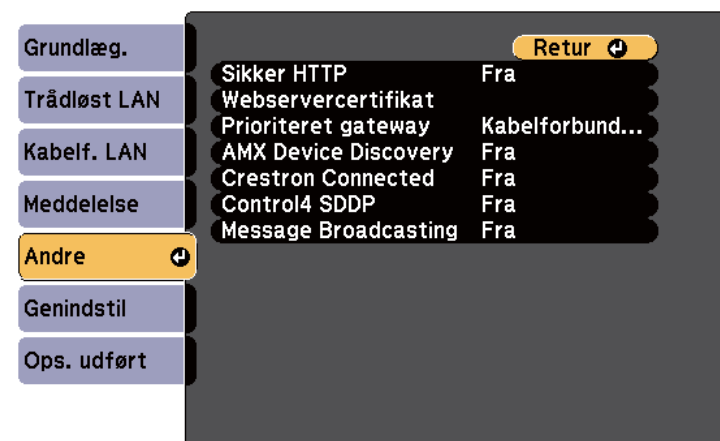 Grundlæg.
Trådløst LAN
Kabelf. LAN
Meddelelse
Andre
Genindstil
Ops. udført
Retur
Sikker HTTP Fra
Webservercertifikat
Prioriteret gateway Kabelforbund...
AMX Device Discovery Fra
Crestron Connected Fra
Control4 SDDP Fra
Message Broadcasting Fra